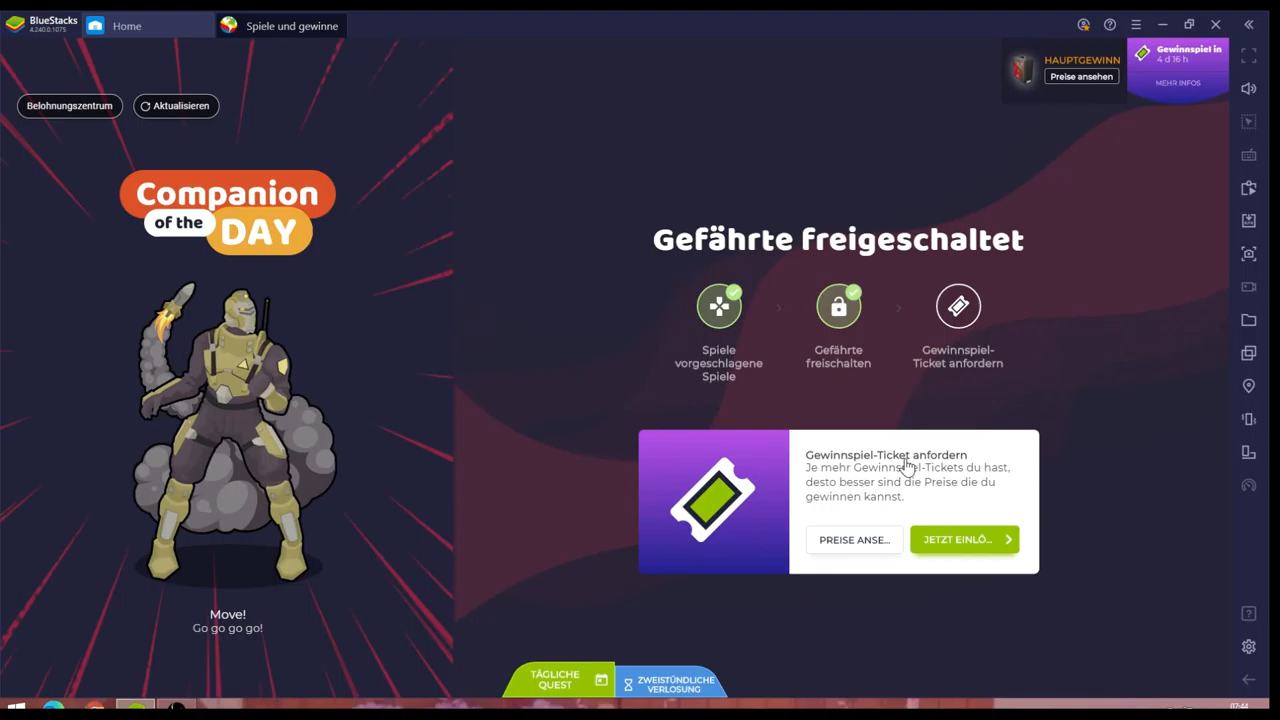 BlueStacks
4.240.0.1075
Home
Spiele und gewinne
HAUPTGEWINN
Preise ansehen
Gewinnspiel in
4 d 16 h
MEHR INFOS
Belohnungszentrum
Aktualisieren
Companion
of the
DAY
Move!
Go go go go!
Gefährte freigeschaltet
Spiele
vorgeschlagene
Spiele
Gefährte
freischalten
Gewinnspiel-
Ticket anfordern
Gewinnspiel-Ticket anfordern
Je mehr Gewinnspiel-Tickets du hast,
desto besser sind die Preise die du
gewinnen kannst.
PREISE ANSE...
JETZT EINLÖ...
TÄGLICHE
QUEST
ZWEISTÜNDLICHE
VERLOSUNG
07:44